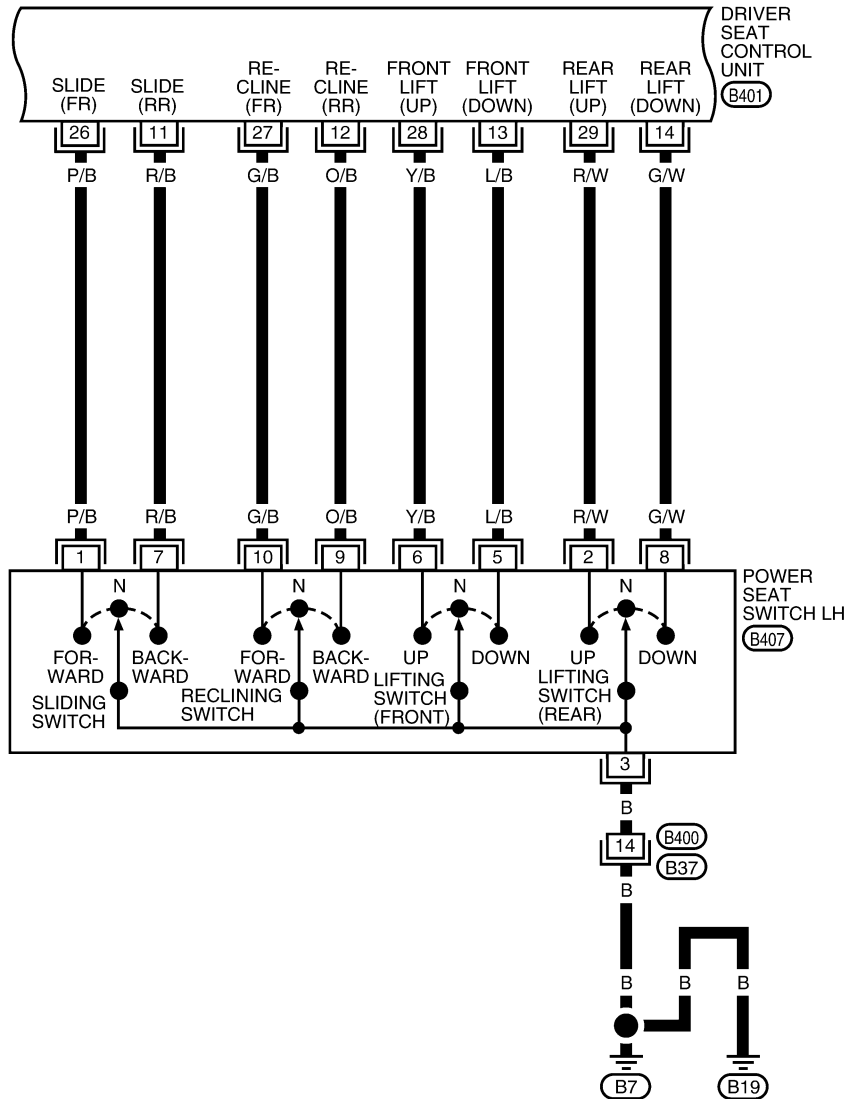 DRIVER
SEAT
CONTROL
UNIT
B401
SLIDE
(FR)
SLIDE
(RR)
RE-
CLINE
(FR)
RE-
CLINE
(RR)
FRONT
LIFT
(UP)
FRONT
LIFT
(DOWN)
REAR
LIFT
(UP)
REAR
LIFT
(DOWN)
26 11 27 12 28 13 29 14
P/B R/B G/B O/B Y/B L/B R/W G/W
P/B R/B G/B O/B Y/B L/B R/W G/W
1 7 10 9 6 5 2 8
POWER
SEAT
SWITCH LH
B407
N N N N
FOR-
WARD
BACK-
WARD
SLIDING
SWITCH
FOR-
WARD
BACK-
WARD
RECLINING
SWITCH
UP DOWN
LIFTING
SWITCH
(FRONT)
UP DOWN
LIFTING
SWITCH
(REAR)
3
B
14
B400
B37
B
B B B
B7 B19